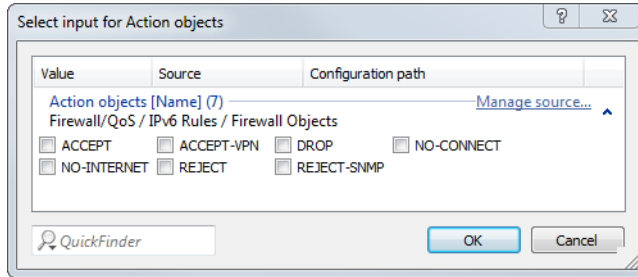 Select input for Action objects
Value Source Configuration path
Action objects [Name] (7) Manage source...
Firewall/QoS / IPv6 Rules / Firewall Objects
ACCEPT ACCEPT-VPN DROP NO-CONNECT
NO-INTERNET REJECT REJECT-SNMP
QuickFinder OK Cancel